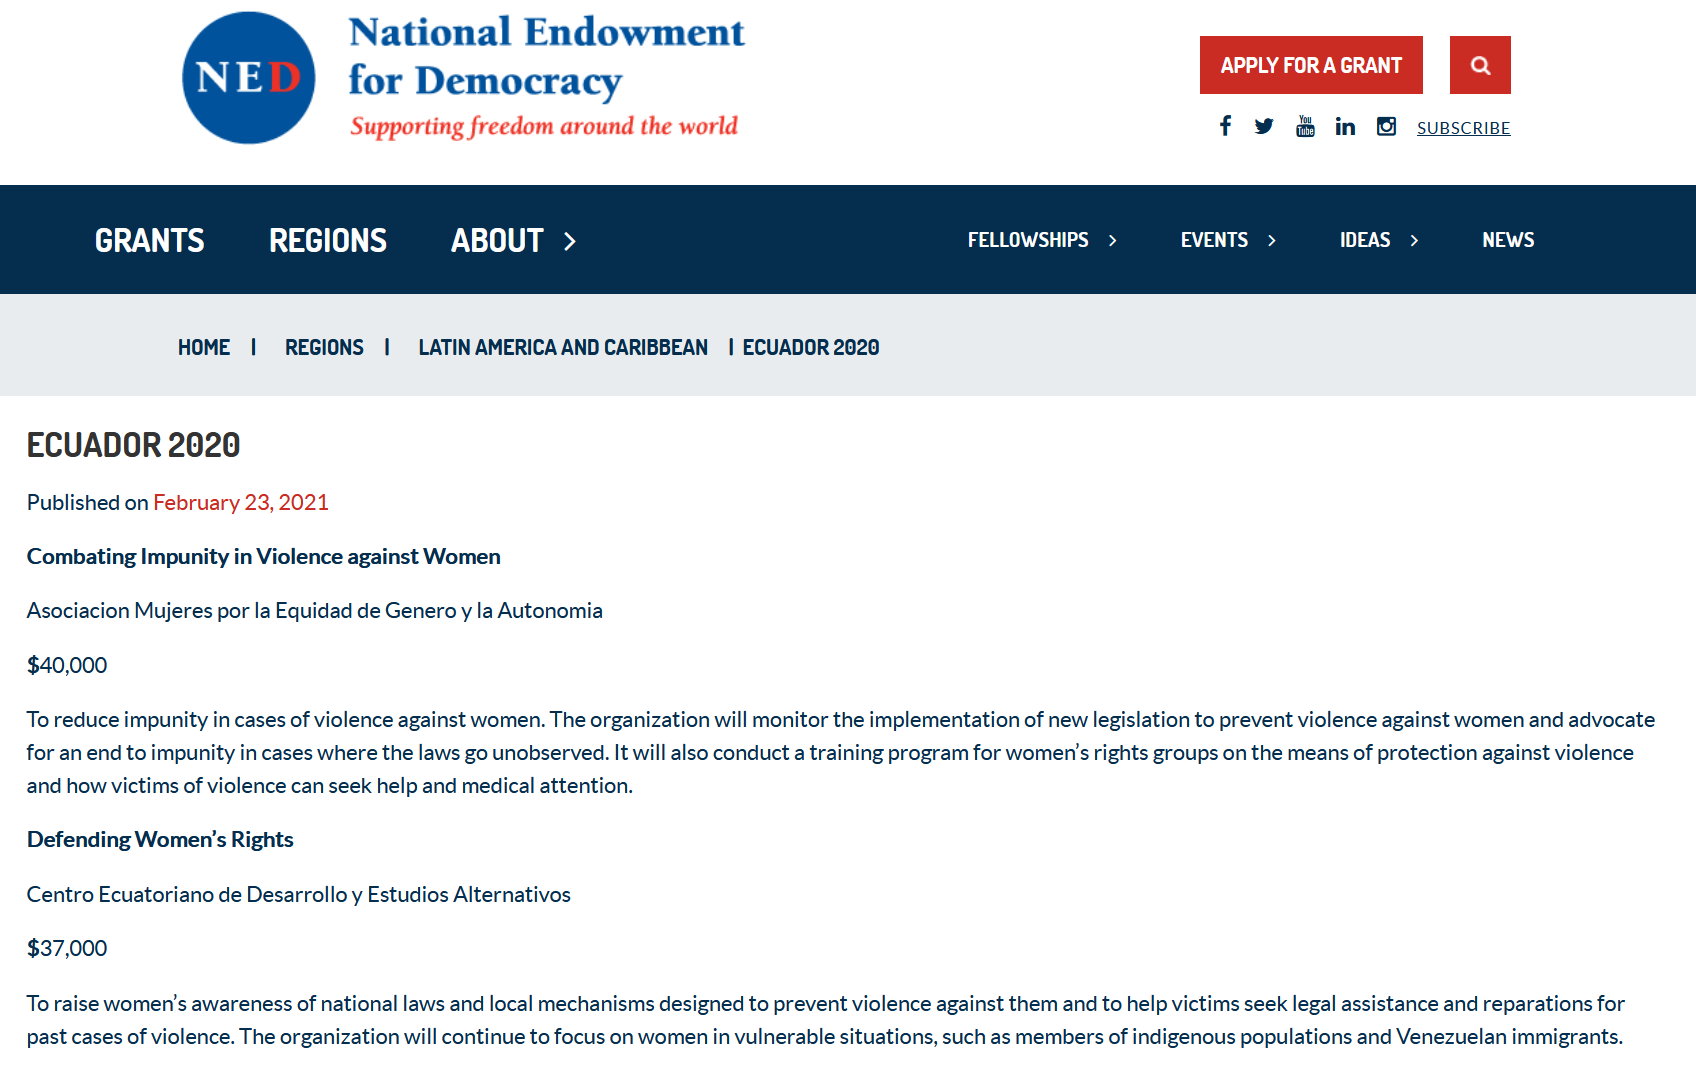 NED
National Endowment
for Democracy
Supporting freedom around the world
APPLY FOR A GRANT
You
Tube
SUBSCRIBE
GRANTS REGIONS ABOUT FELLOWSHIPS EVENTS IDEAS NEWS
HOME | REGIONS | LATIN AMERICA AND CARIBBEAN | ECUADOR 2020
ECUADOR 2020
Published on February 23, 2021
Combating Impunity in Violence against Women
Asociacion Mujeres por la Equidad de Genero y la Autonomia
$40,000
To reduce impunity in cases of violence against women. The organization will monitor the implementation of new legislation to prevent violence against women and advocate
for an end to impunity in cases where the laws go unobserved. It will also conduct a training program for women’s rights groups on the means of protection against violence
and how victims of violence can seek help and medical attention.
Defending Women’s Rights
Centro Ecuatoriano de Desarrollo y Estudios Alternativos
$37,000
To raise women’s awareness of national laws and local mechanisms designed to prevent violence against them and to help victims seek legal assistance and reparations for
past cases of violence. The organization will continue to focus on women in vulnerable situations, such as members of indigenous populations and Venezuelan immigrants.